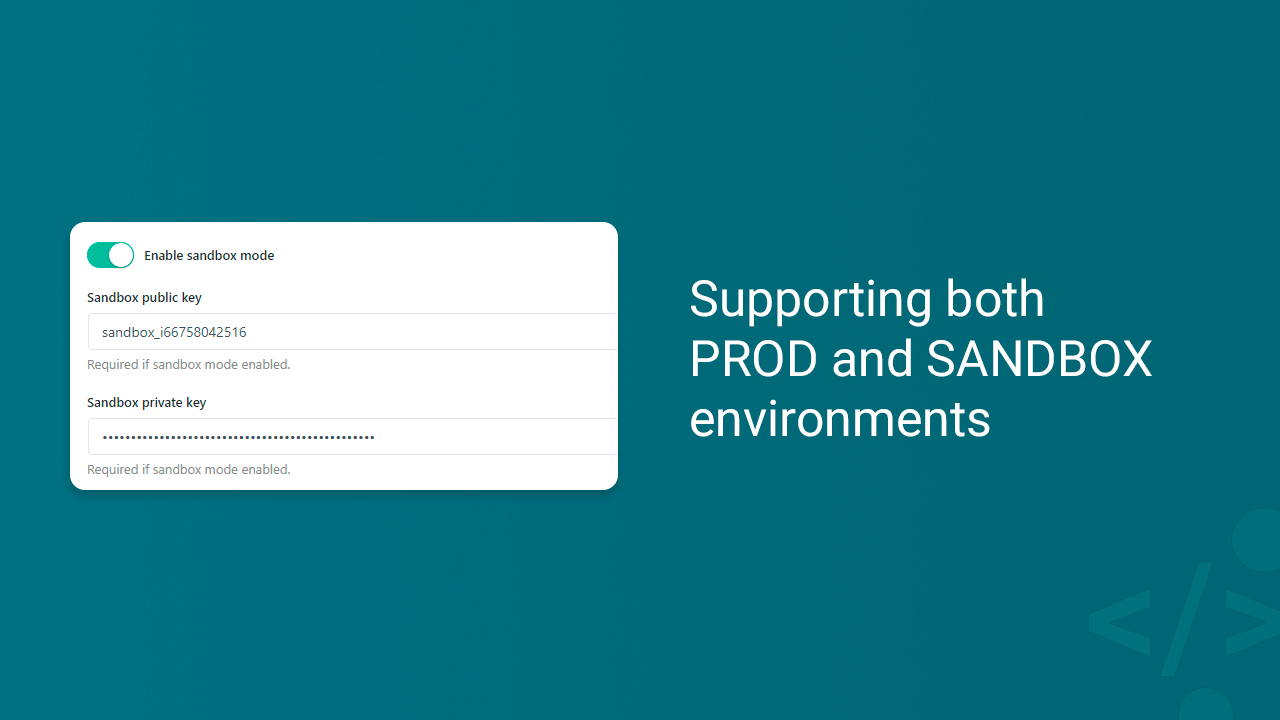 Enable sandbox mode
Sandbox public key
sandbox_i66758042516
Required if sandbox mode enabled.
Sandbox private key
Required if sandbox mode enabled.
Supporting both
PROD and SANDBOX
environments
</>